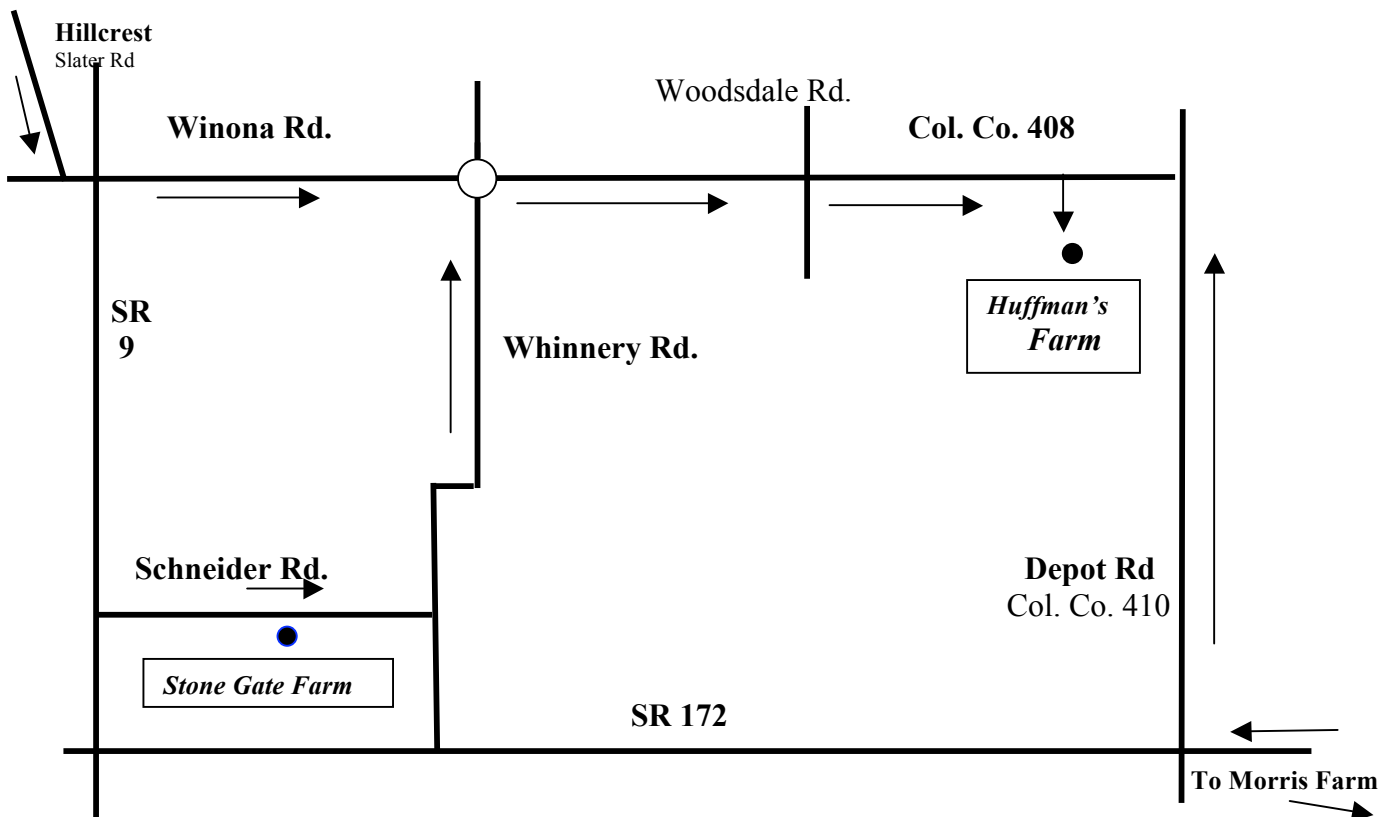 Hillcrest
Slater Rd
Woodsdale Rd.
Winona Rd.
Col. Co. 408
SR
9
Huffman's
Farm
Whinnery Rd.
Schneider Rd.
Depot Rd
Col. Co. 410
Stone Gate Farm
SR 172
To Morris Farm